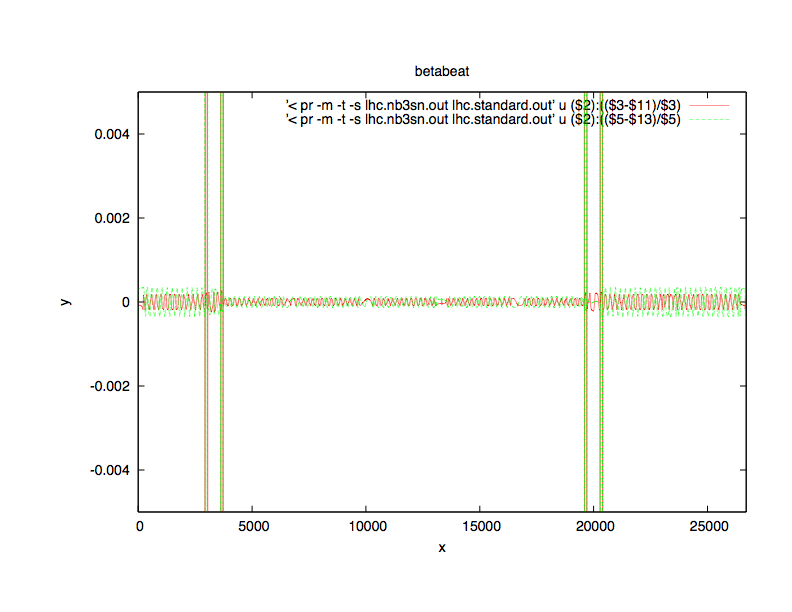 betabeat
'< pr -m -t -s lhc.nb3sn.out lhc.standard.out' u ($2):(($3-$11)/$3)
'< pr -m -t -s lhc.nb3sn.out lhc.standard.out' u ($2):(($5-$13)/$5)
0.004
0.002
y
0
-0.002
-0.004
0 5000 10000 15000 20000 25000
x